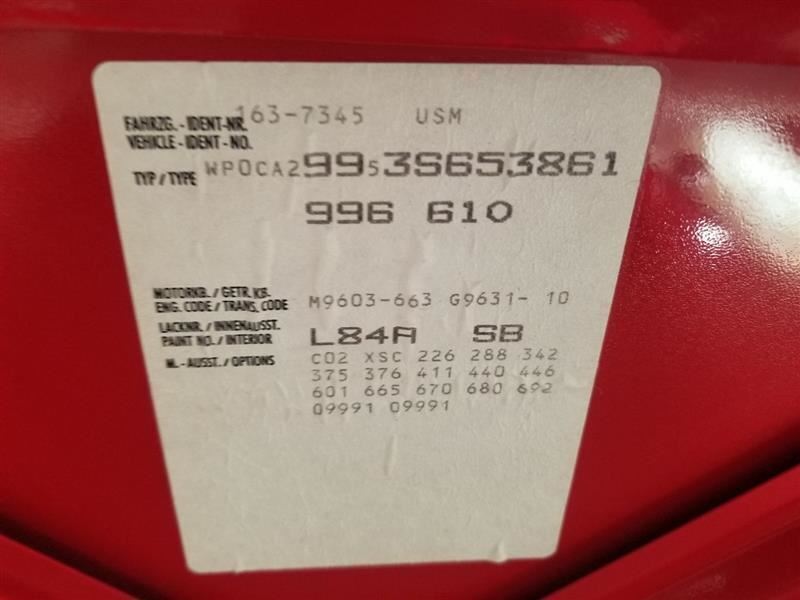 163-7345 USM
FAHRZG. - IDENT-NR.
VEHICLE - IDENT - NO.
WP0CA29953S653861
TYP / TYPE
996 610
MOTORKB. / GETR. KB.
ENG. CODE / TRANS. CODE M9603-663 G9631- 10
LACKNR. / INNENAUSST.
PAINT NO. / INTERIOR L84A SB
M. - AUSST. / OPTIONS C02 XSC 226 288 342
375 376 411 440 446
601 665 670 680 692
09991 09991